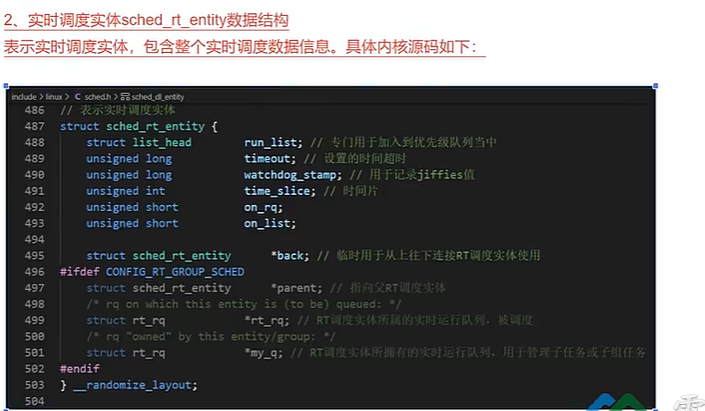 2、实时调度实体sched_rt_entity数据结构
表示实时调度实体，包含整个实时调度数据信息。具体内核源码如下：
include > linux > C sched.h > sched_dl_entity
486 // 表示实时调度实体
487 struct sched_rt_entity {
488 struct list_head run_list; // 专门用于加入到优先级队列当中
489 unsigned long timeout; // 设置的时间超时
490 unsigned long watchdog_stamp; // 用于记录jiffies值
491 unsigned int time_slice; // 时间片
492 unsigned short on_rq;
493 unsigned short on_list;
494
495 struct sched_rt_entity *back; // 临时用于从上往下连接RT调度实体使用
496 #ifdef CONFIG_RT_GROUP_SCHED
497 struct sched_rt_entity *parent; // 指向父RT调度实体
498 /* rq on which this entity is (to be) queued: */
499 struct rt_rq *rt_rq; // RT调度实体所属的实时运行队列，被调度
500 /* rq "owned" by this entity/group: */
501 struct rt_rq *my_q; // RT调度实体所拥有的实时运行队列，用于管理子任务或子组任务
502 #endif
503 } __randomize_layout;
504